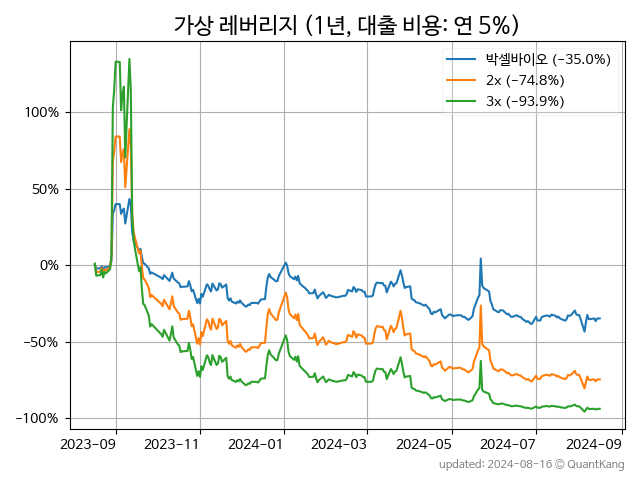 가상 레버리지 (1년, 대출 비용: 연 5%)
박셀바이오 (−35.0%)
2x (−74.8%)
3x (−93.9%)
100%
50%
0%
−50%
−100%
2023-09
2023-11
2024-01
2024-03
2024-05
2024-07
2024-09
updated: 2024-08-16 © QuantKang